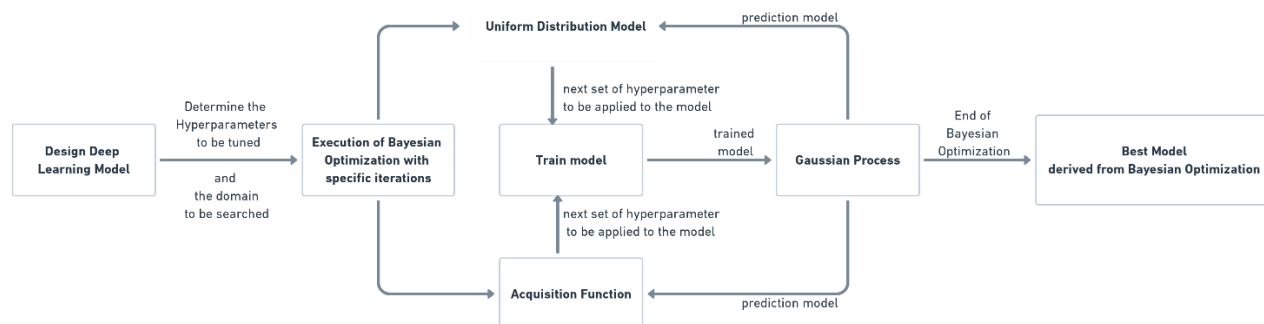 prediction model
Uniform Distribution Model
next set of hyperparameter
to be applied to the model
Determine the
Hyperparameters
to be tuned
and
the domain
to be searched
Design Deep
Learning Model
Execution of Bayesian
Optimization with
specific iterations
Train model
trained
model
Gaussian Process
End of
Bayesian
Optimization
Best Model
derived from Bayesian Optimization
next set of hyperparameter
to be applied to the model
Acquisition Function
prediction model